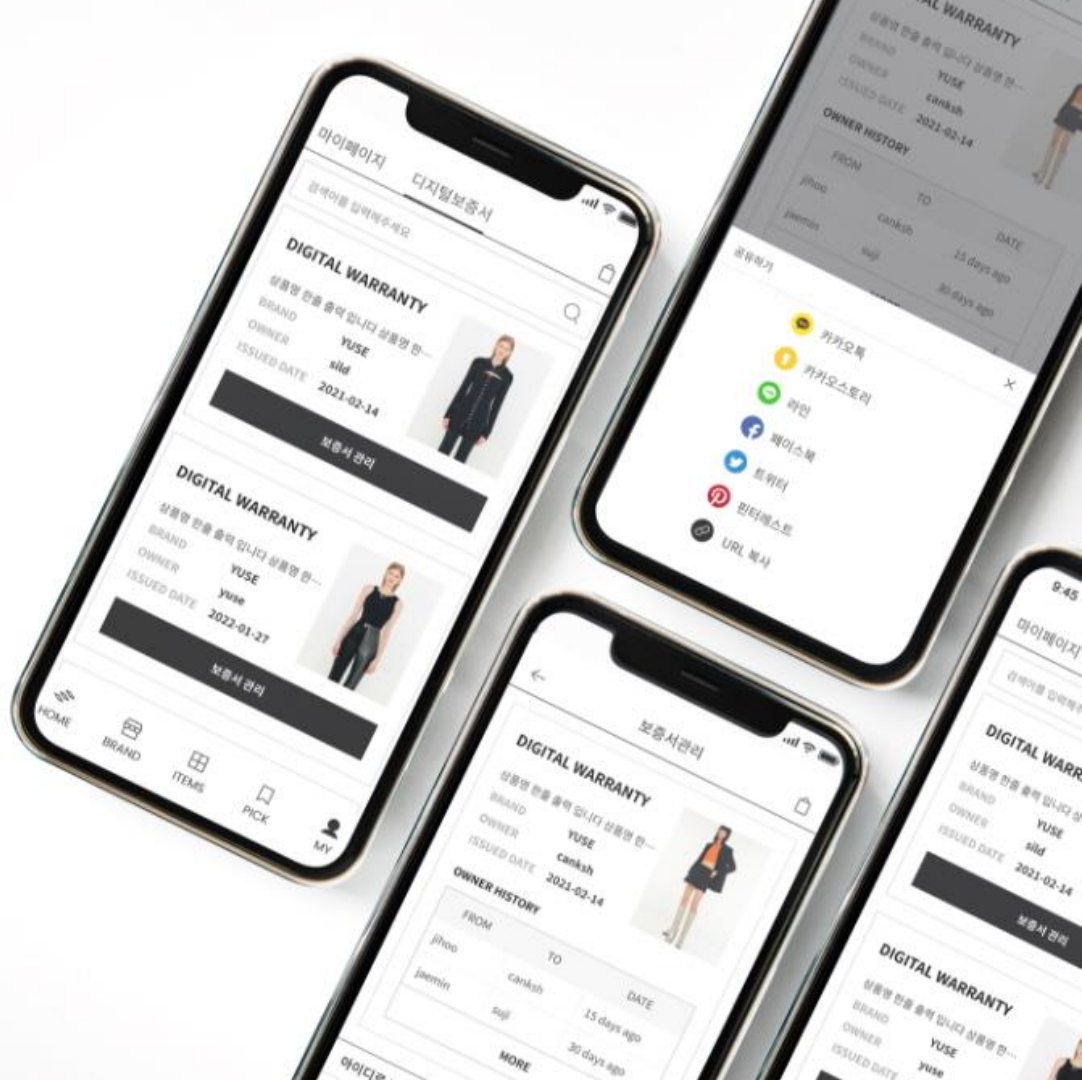 마이페이지
디지털보증서
검색어를 입력해주세요
DIGITAL WARRANTY
상품명 한줄 출력 입니다 상품명 한...
BRAND YUSE
OWNER sild
ISSUED DATE 2021-02-14
보증서 관리
DIGITAL WARRANTY
상품명 한줄 출력 입니다 상품명 한...
BRAND YUSE
OWNER yuse
ISSUED DATE 2022-01-27
보증서 관리
HOME BRAND ITEMS PICK MY
AL WARRANTY
상품명 한줄 출력 입니다 상품명 한...
BRAND YUSE
OWNER canksh
ISSUED DATE 2021-02-14
OWNER HISTORY
FROM TO DATE
jihoo canksh 15 days ago
jaemin suji 30 days ago
공유하기
카카오톡
카카오스토리
라인
페이스북
트위터
핀터레스트
URL 복사
보증서관리
DIGITAL WARRANTY
상품명 한줄 출력 입니다 상품명 한...
BRAND YUSE
OWNER canksh
ISSUED DATE 2021-02-14
OWNER HISTORY
FROM TO DATE
jihoo canksh 15 days ago
jaemin suji 30 days ago
MORE
9:45
마이페이지
검색어를 입력해주
DIGITAL WARR
상품명 한줄 출력 입니다 상
BRAND YUSE
OWNER sild
ISSUED DATE 2021-02-14
보증서 관리
DIGITAL WARRANTY
상품명 한줄 출력 입니다 상품명 한...
BRAND YUSE
OWNER yuse
ISSUED DATE